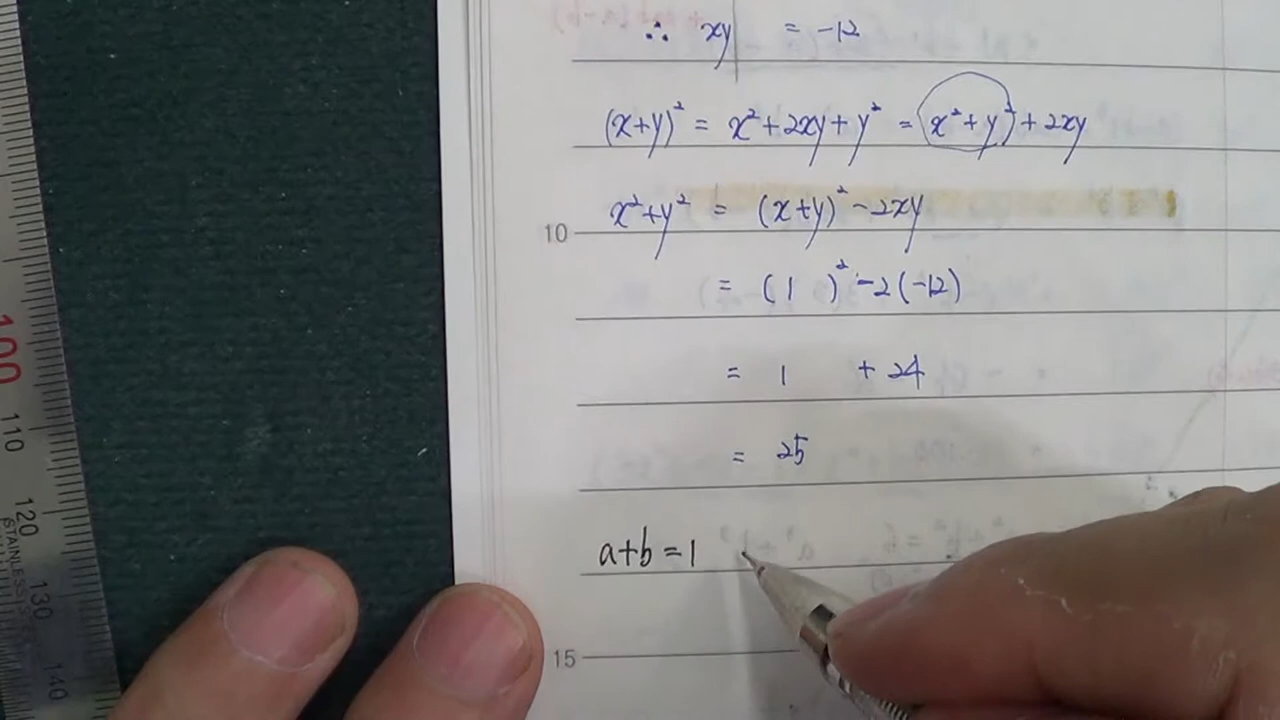 ∴ xy = -12
(x+y)² = x²+2xy+y² = (x²+y²)+2xy
10
x²+y² = (x+y)²-2xy
= (1 )²-2(-12)
= 1 +24
= 25
a+b=1
15
100
110
120
STAINLESS
130
140